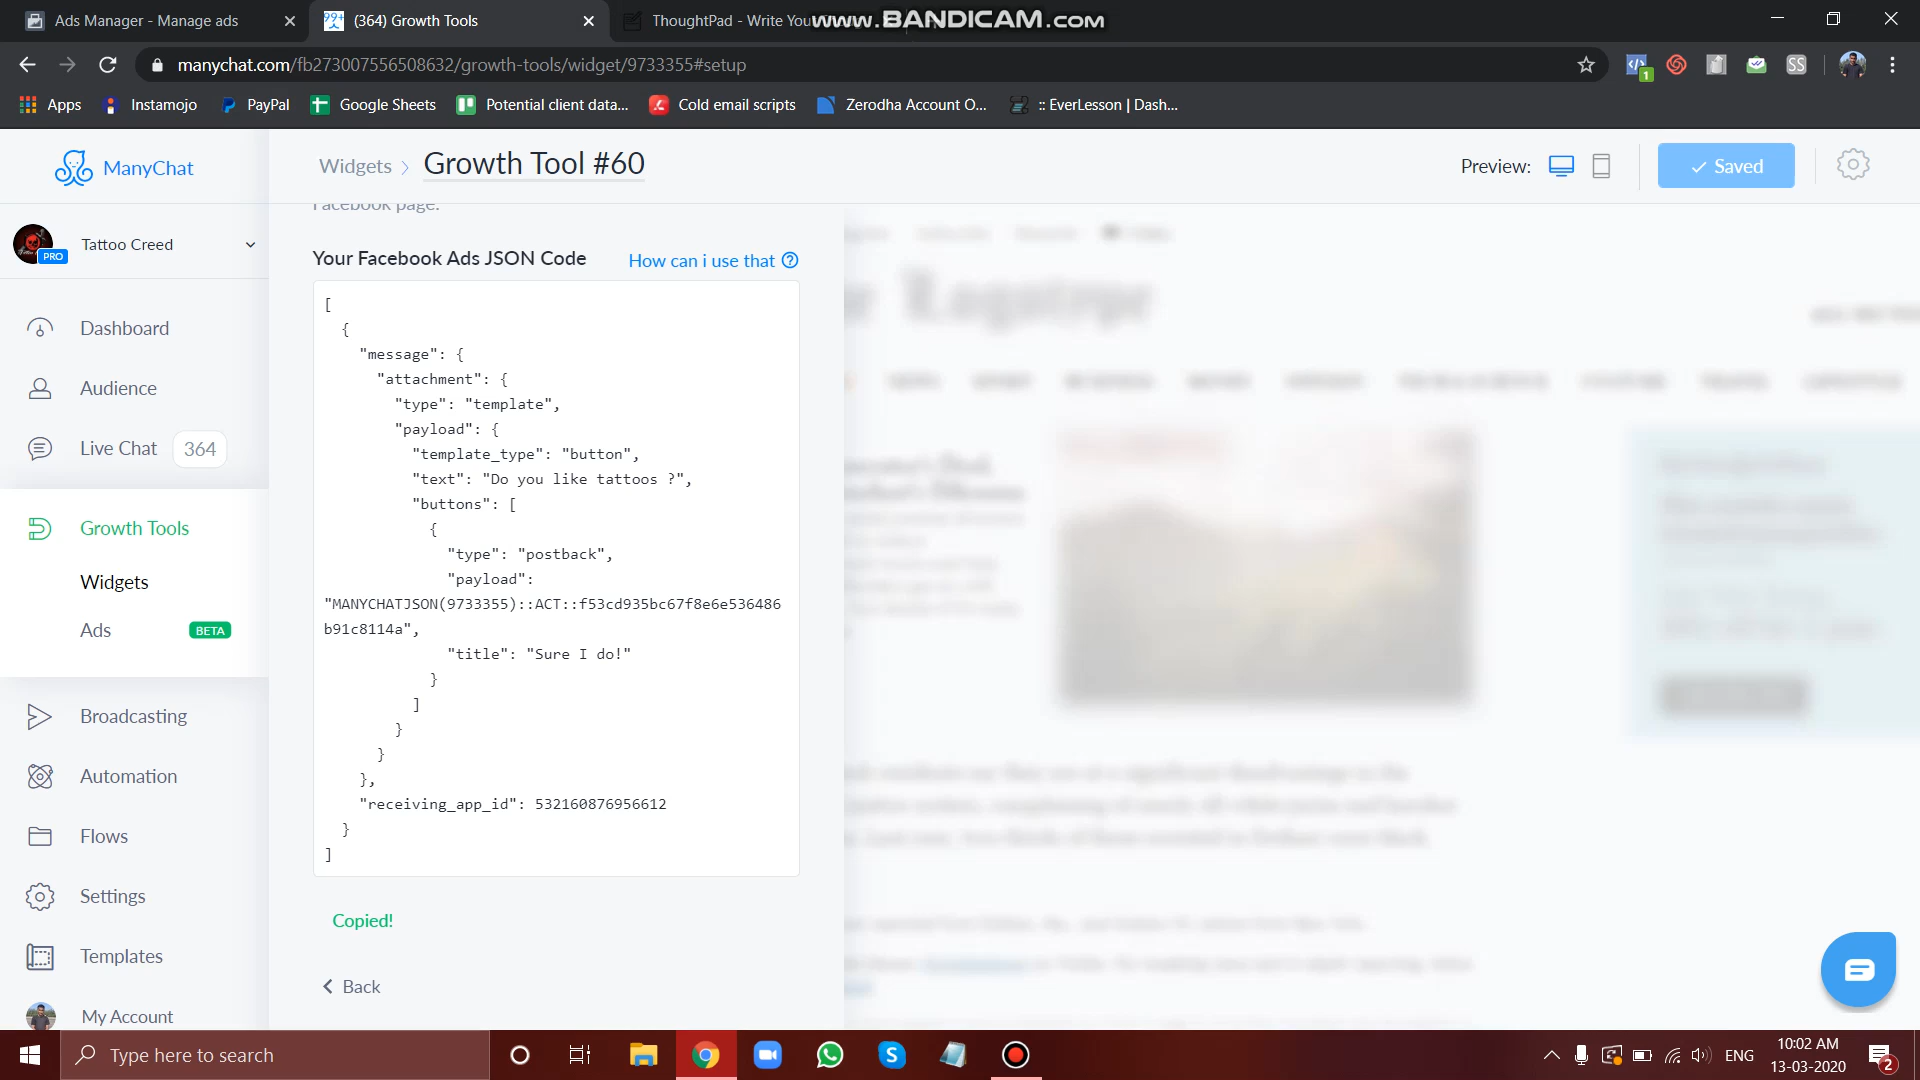 Ads Manager - Manage ads
(364) Growth Tools
ThoughtPad - Write You
www.BANDICAM.com
manychat.com/fb273007556508632/growth-tools/widget/9733355#setup
Apps
Instamojo
PayPal
Google Sheets
Potential client data...
Cold email scripts
Zerodha Account O...
:: EverLesson | Dash...
ManyChat
Widgets
Growth Tool #60
Preview:
Saved
Tattoo Creed
PRO
Dashboard
Audience
Live Chat 364
Growth Tools
Widgets
Ads BETA
Broadcasting
Automation
Flows
Settings
Templates
My Account
Facebook page.
Your Facebook Ads JSON Code
How can i use that
[
{
"message": {
"attachment": {
"type": "template",
"payload": {
"template_type": "button",
"text": "Do you like tattoos ?",
"buttons": [
{
"type": "postback",
"payload":
"MANYCHATJSON(9733355)::ACT::f53cd935bc67f8e6e536486
b91c8114a",
"title": "Sure I do!"
}
]
}
}
},
"receiving_app_id": 532160876956612
}
]
Copied!
Back
Type here to search
ENG
10:02 AM
13-03-2020
2